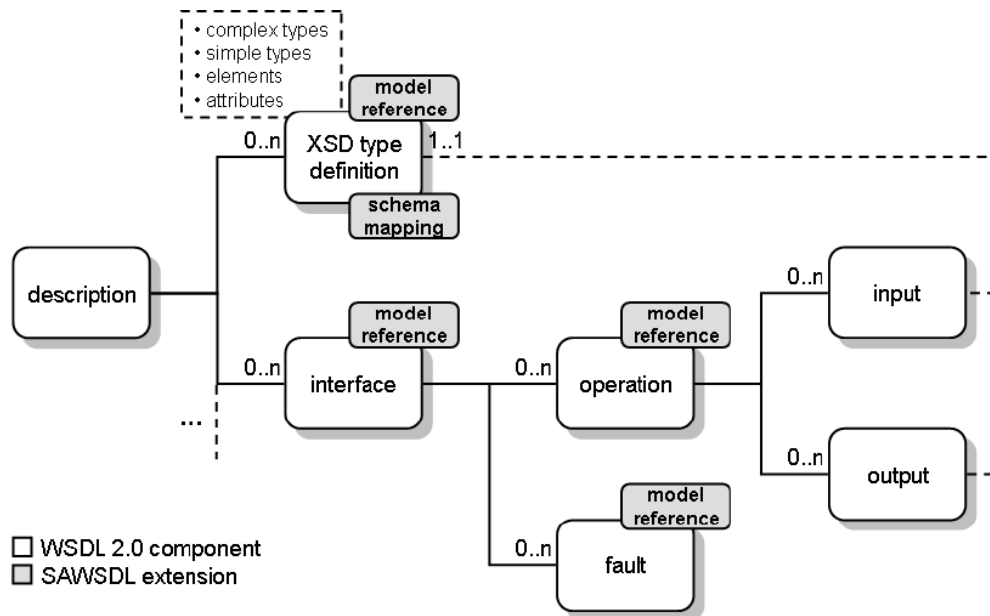 • complex types
• simple types
• elements
• attributes
model
reference
0..n
XSD type
definition
1..1
schema
mapping
description
0..n
interface
model
reference
...
0..n
operation
model
reference
0..n
input
0..n
output
0..n
fault
model
reference
WSDL 2.0 component
SAWSDL extension